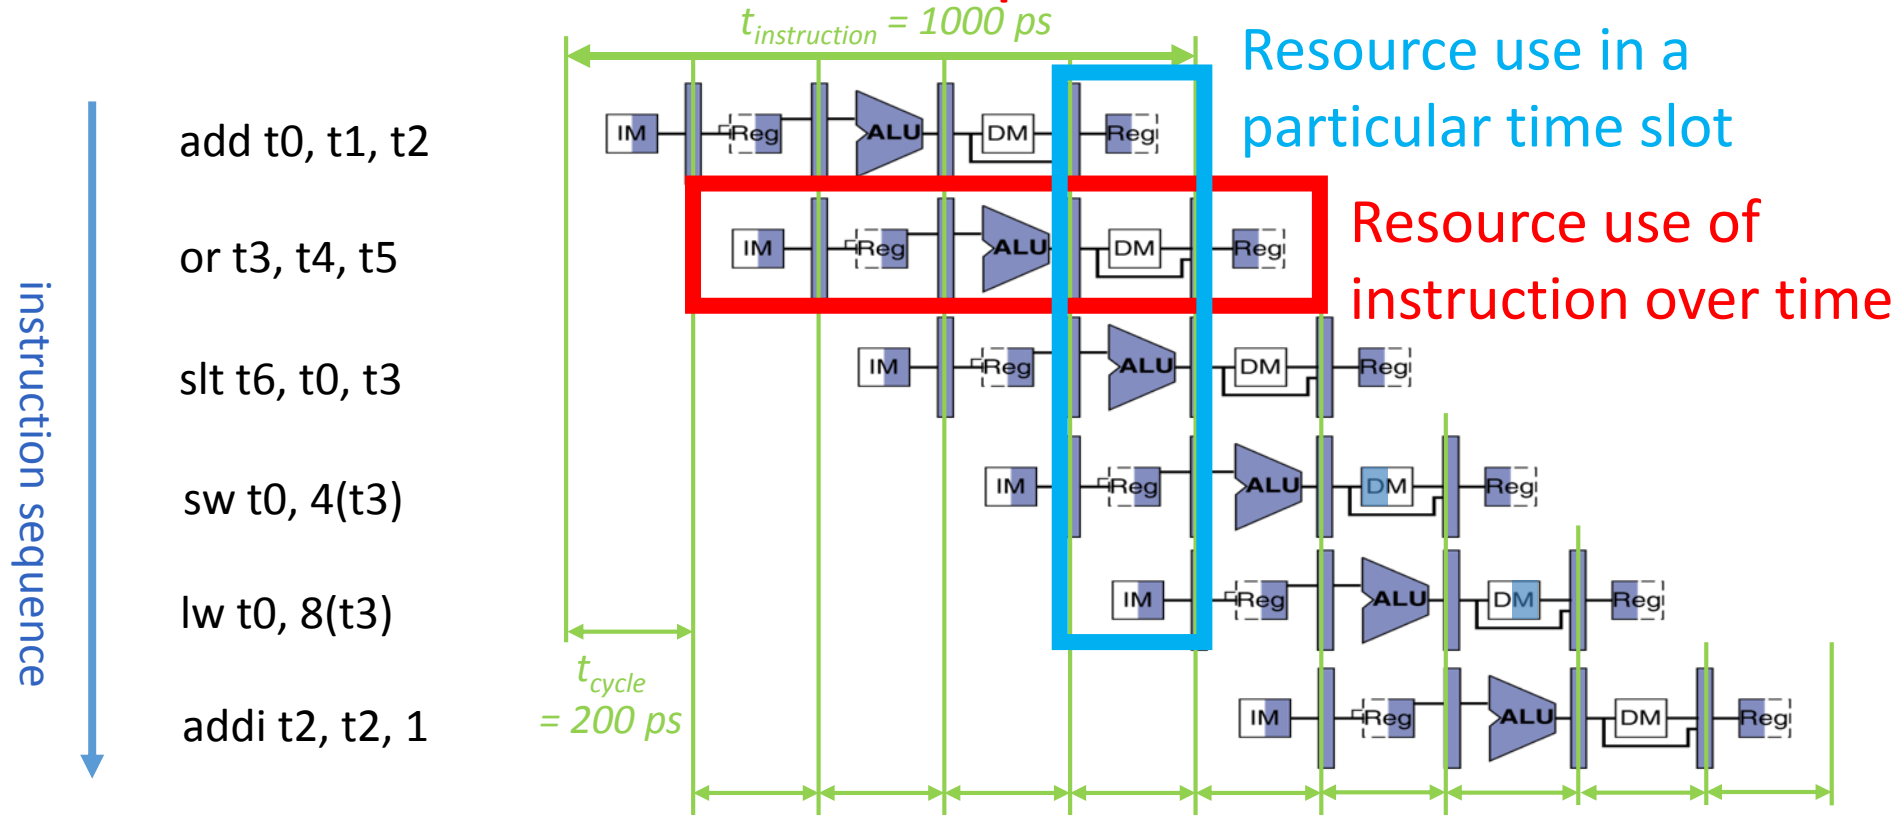 t instruction = 1000 ps
Resource use in a
particular time slot
add t0, t1, t2
IM Reg ALU DM Reg
or t3, t4, t5
IM Reg ALU DM Reg
Resource use of
instruction over time
slt t6, t0, t3
IM Reg ALU DM Reg
instruction sequence
sw t0, 4(t3)
IM Reg ALU DM Reg
lw t0, 8(t3)
IM Reg ALU DM Reg
t cycle
= 200 ps
addi t2, t2, 1
IM Reg ALU DM Reg